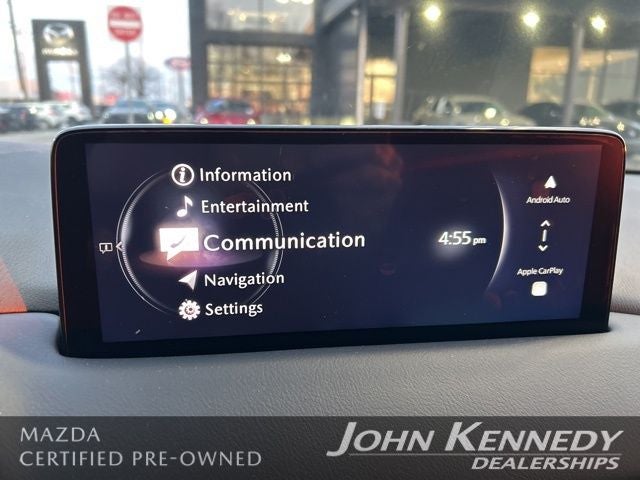 mazda
Information
Entertainment
Communication
Navigation
Settings
4:55 pm
Android Auto
Apple CarPlay
MAZDA
CERTIFIED PRE-OWNED
JOHN KENNEDY
DEALERSHIPS